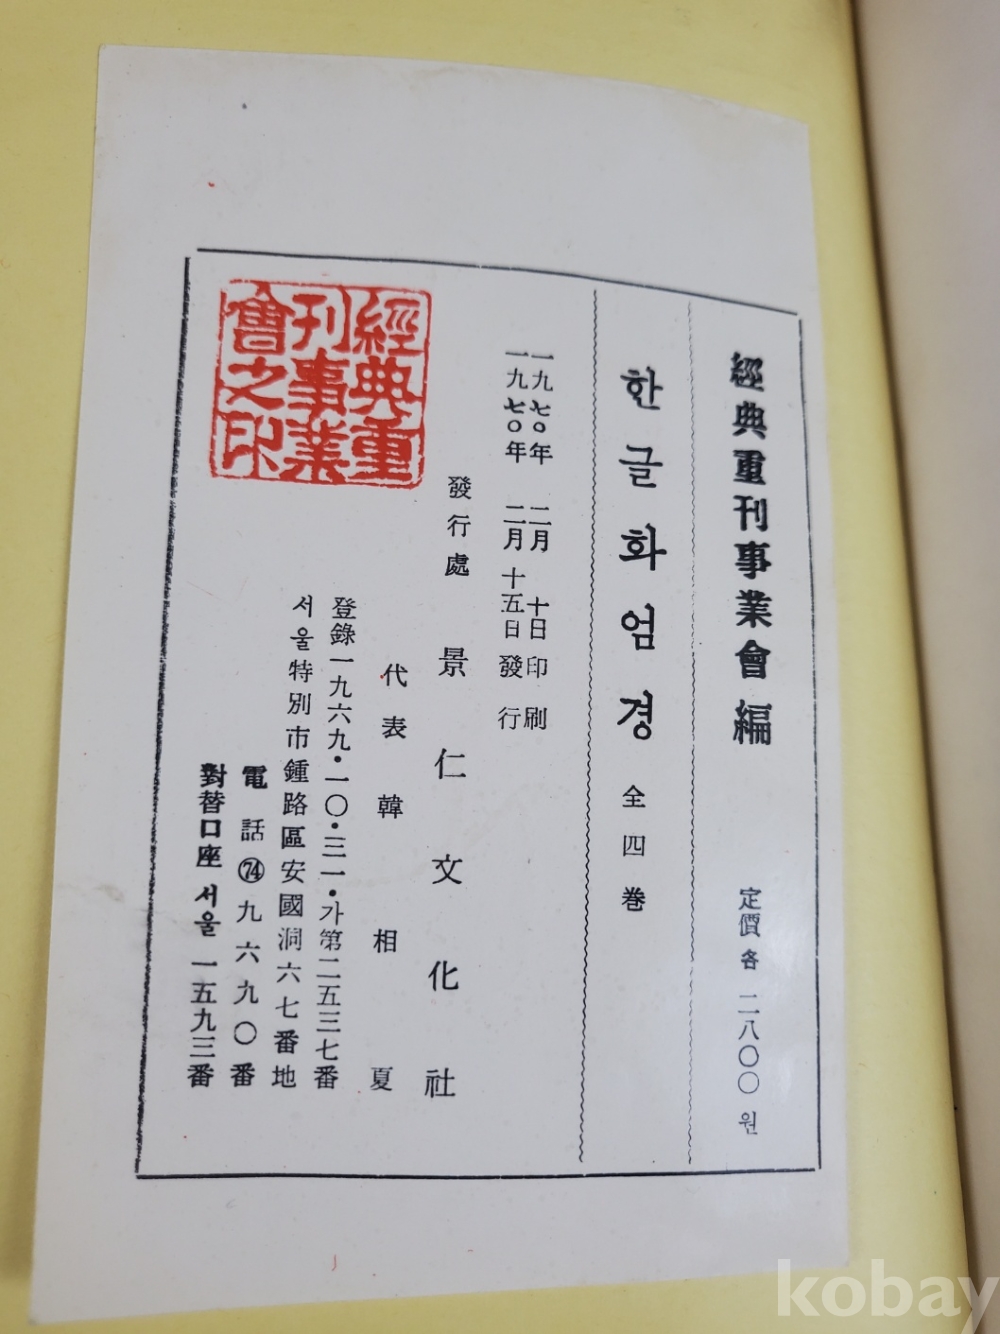 經典重刊事業會 編
定價 各 二八〇〇 원
한글화엄경 全四巻
一九七〇年 二月 十日 印刷
一九七〇年 二月 十五日 發行
發行處 景仁文化社
代表 韓相夏
登錄一九六九·一〇·三一·가第二五三七番
서울特別市鍾路區安國洞六七番地
電話 74 九六九〇番
對替口座 서울 一五九三番
經典重
刊事業
會之印
kobay